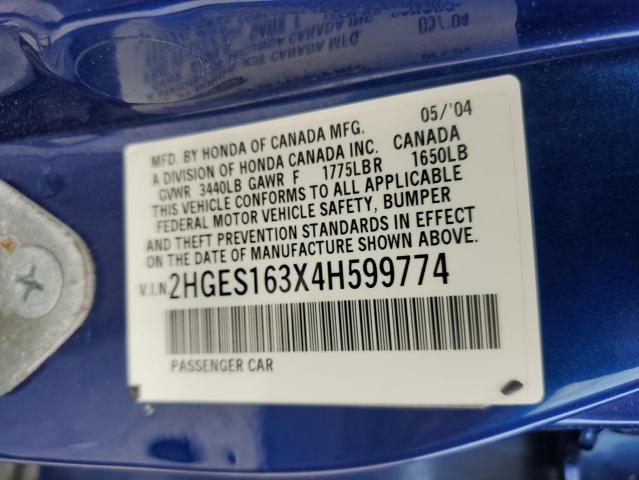 05/'04
MFD. BY HONDA OF CANADA MFG.
A DIVISION OF HONDA CANADA INC. CANADA
GVWR 3440LB GAWR F 1775LBR 1650LB
THIS VEHICLE CONFORMS TO ALL APPLICABLE
FEDERAL MOTOR VEHICLE SAFETY, BUMPER
AND THEFT PREVENTION STANDARDS IN EFFECT
ON THE DATE OF MANUFACTURE SHOWN ABOVE.
V.I.N. 2HGES163X4H599774
PASSENGER CAR